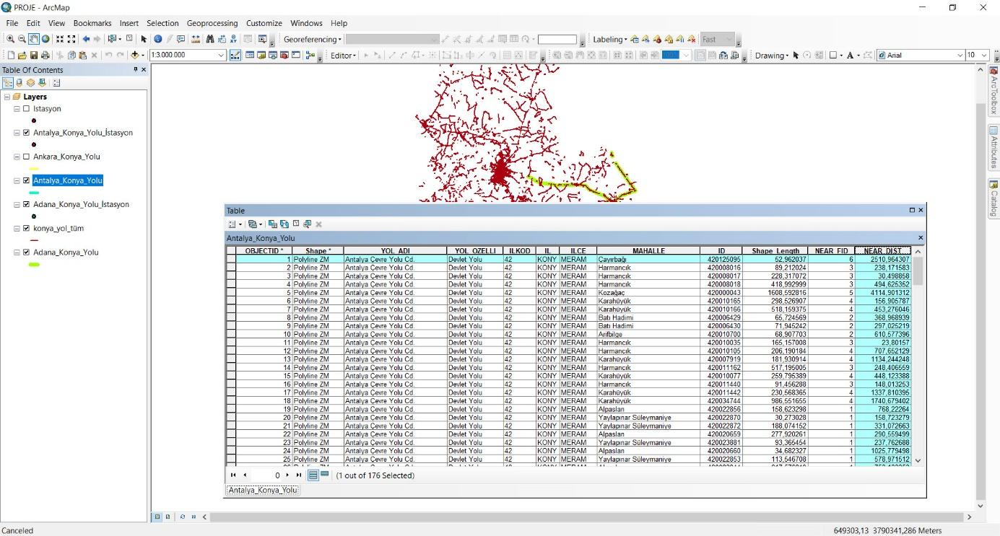 PROJE - ArcMap
File Edit View Bookmarks Insert Selection Geoprocessing Customize Windows Help
Georeferencing Labeling Fast
1:3.000.000 Editor Drawing A Arial 10
Table Of Contents
Layers
Istasyon
Antalya_Konya_Yolu_İstasyon
Ankara_Konya_Yolu
Antalya_Konya_Yolu
Adana_Konya_Yolu_İstasyon
konya_yol_tüm
Adana_Konya_Yolu
ArcToolbox
Attributes
Catalog
Table
Antalya_Konya_Yolu
OBJECTID * Shape * YOL_ADI YOL_OZELLI ILKOD IL ILCE MAHALLE ID Shape_Length NEAR_FID NEAR_DIST
1 Polyline ZM Antalya Çevre Yolu Cd. Devlet Yolu 42 KONY MERAM Çayırbağı 420125095 52,962037 6 2510,964307
2 Polyline ZM Antalya Çevre Yolu Cd. Devlet Yolu 42 KONY MERAM Harmancık 420008016 89,212024 3 238,171583
3 Polyline ZM Antalya Çevre Yolu Cd. Devlet Yolu 42 KONY MERAM Harmancık 420008017 228,317072 3 30,498858
4 Polyline ZM Antalya Çevre Yolu Cd. Devlet Yolu 42 KONY MERAM Harmancık 420008018 418,992999 3 494,625352
5 Polyline ZM Antalya Çevre Yolu Cd. Devlet Yolu 42 KONY MERAM Kozağaç 420000043 1608,592816 5 4114,901312
6 Polyline ZM Antalya Çevre Yolu Cd. Devlet Yolu 42 KONY MERAM Karahüyük 420010165 298,526907 4 156,905787
7 Polyline ZM Antalya Çevre Yolu Cd. Devlet Yolu 42 KONY MERAM Karahüyük 420010166 518,159375 4 453,276046
8 Polyline ZM Antalya Çevre Yolu Cd. Devlet Yolu 42 KONY MERAM Batı Hadimi 420006429 65,724569 2 368,968939
9 Polyline ZM Antalya Çevre Yolu Cd. Devlet Yolu 42 KONY MERAM Batı Hadimi 420006430 71,945242 2 297,025219
10 Polyline ZM Antalya Çevre Yolu Cd. Devlet Yolu 42 KONY MERAM Arifbilge 420010700 68,907703 2 610,577396
11 Polyline ZM Antalya Çevre Yolu Cd. Devlet Yolu 42 KONY MERAM Harmancık 420010035 165,157008 3 23,80157
12 Polyline ZM Antalya Çevre Yolu Cd. Devlet Yolu 42 KONY MERAM Harmancık 420010105 206,190184 4 707,652129
13 Polyline ZM Antalya Çevre Yolu Cd. Devlet Yolu 42 KONY MERAM Karahüyük 420007919 181,930914 4 1134,244248
14 Polyline ZM Antalya Çevre Yolu Cd. Devlet Yolu 42 KONY MERAM Harmancık 420011162 517,195005 3 248,406559
15 Polyline ZM Antalya Çevre Yolu Cd. Devlet Yolu 42 KONY MERAM Karahüyük 420010077 259,795389 4 448,123388
16 Polyline ZM Antalya Çevre Yolu Cd. Devlet Yolu 42 KONY MERAM Harmancık 420011440 91,456288 3 148,013253
17 Polyline ZM Antalya Çevre Yolu Cd. Devlet Yolu 42 KONY MERAM Karahüyük 420011442 230,568365 4 1337,810395
18 Polyline ZM Antalya Çevre Yolu Cd. Devlet Yolu 42 KONY MERAM Karahüyük 420034744 986,551655 4 1740,679402
19 Polyline ZM Antalya Çevre Yolu Cd. Devlet Yolu 42 KONY MERAM Alpaslan 420022856 158,623298 1 768,22264
20 Polyline ZM Antalya Çevre Yolu Cd. Devlet Yolu 42 KONY MERAM Yaylapınar Süleymaniye 420022870 30,273028 1 158,723279
21 Polyline ZM Antalya Çevre Yolu Cd. Devlet Yolu 42 KONY MERAM Yaylapınar Süleymaniye 420022872 188,074152 1 331,072663
22 Polyline ZM Antalya Çevre Yolu Cd. Devlet Yolu 42 KONY MERAM Alpaslan 420020659 277,920261 1 290,559499
23 Polyline ZM Antalya Çevre Yolu Cd. Devlet Yolu 42 KONY MERAM Yaylapınar Süleymaniye 420023881 93,365454 1 237,762688
24 Polyline ZM Antalya Çevre Yolu Cd. Devlet Yolu 42 KONY MERAM Alpaslan 420020660 34,682327 1 1025,779498
25 Polyline ZM Antalya Çevre Yolu Cd. Devlet Yolu 42 KONY MERAM Yaylapınar Süleymaniye 420022853 113,546708 1 578,971512
0 (1 out of 176 Selected)
Antalya_Konya_Yolu
Canceled 649303,13 3790341,286 Meters